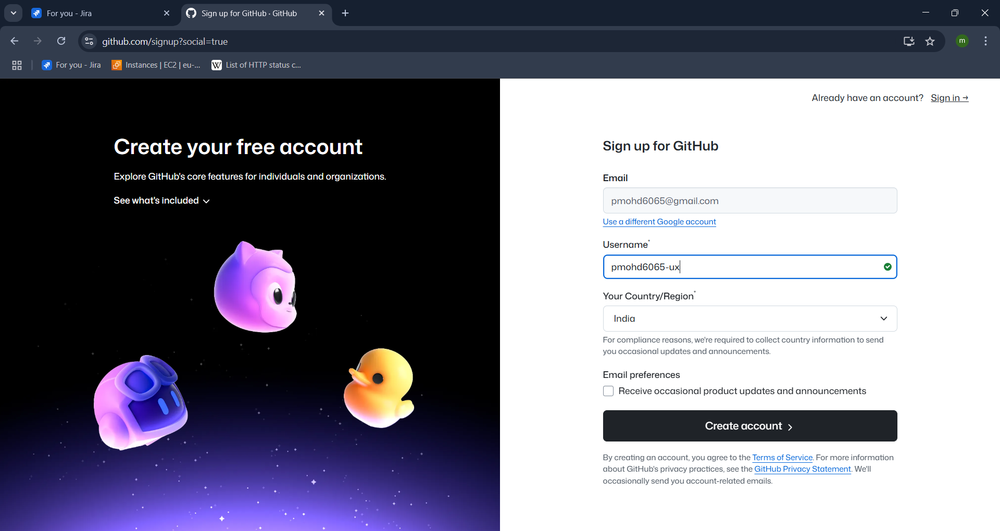 For you - Jira
Sign up for GitHub · GitHub
github.com/signup?social=true
m
For you - Jira
Instances | EC2 | eu-...
W
List of HTTP status c...
Already have an account? Sign in →
Create your free account
Explore GitHub's core features for individuals and organizations.
See what's included
Sign up for GitHub
Email
pmohd6065@gmail.com
Use a different Google account
Username*
pmohd6065-ux
Your Country/Region*
India
For compliance reasons, we're required to collect country information to send
you occasional updates and announcements.
Email preferences
Receive occasional product updates and announcements
Create account >
By creating an account, you agree to the Terms of Service. For more information
about GitHub's privacy practices, see the GitHub Privacy Statement. We'll
occasionally send you account-related emails.